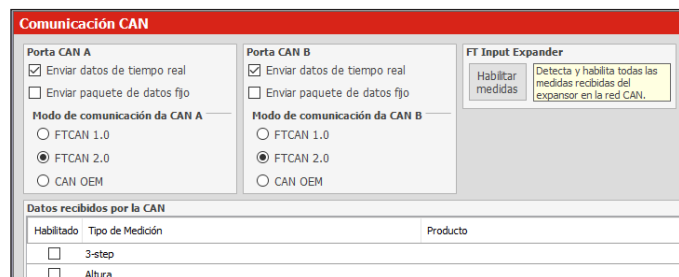 Comunicación CAN
Porta CAN A
Enviar datos de tiempo real
Enviar paquete de datos fijo
Modo de comunicación da CAN A
FTCAN 1.0
FTCAN 2.0
CAN OEM
Porta CAN B
Enviar datos de tiempo real
Enviar paquete de datos fijo
Modo de comunicación da CAN B
FTCAN 1.0
FTCAN 2.0
CAN OEM
FT Input Expander
Habilitar
medidas
Detecta y habilita todas las
medidas recibidas del
expansor en la red CAN.
Datos recibidos por la CAN
Habilitado Tipo de Medición Producto
3-step
Altura